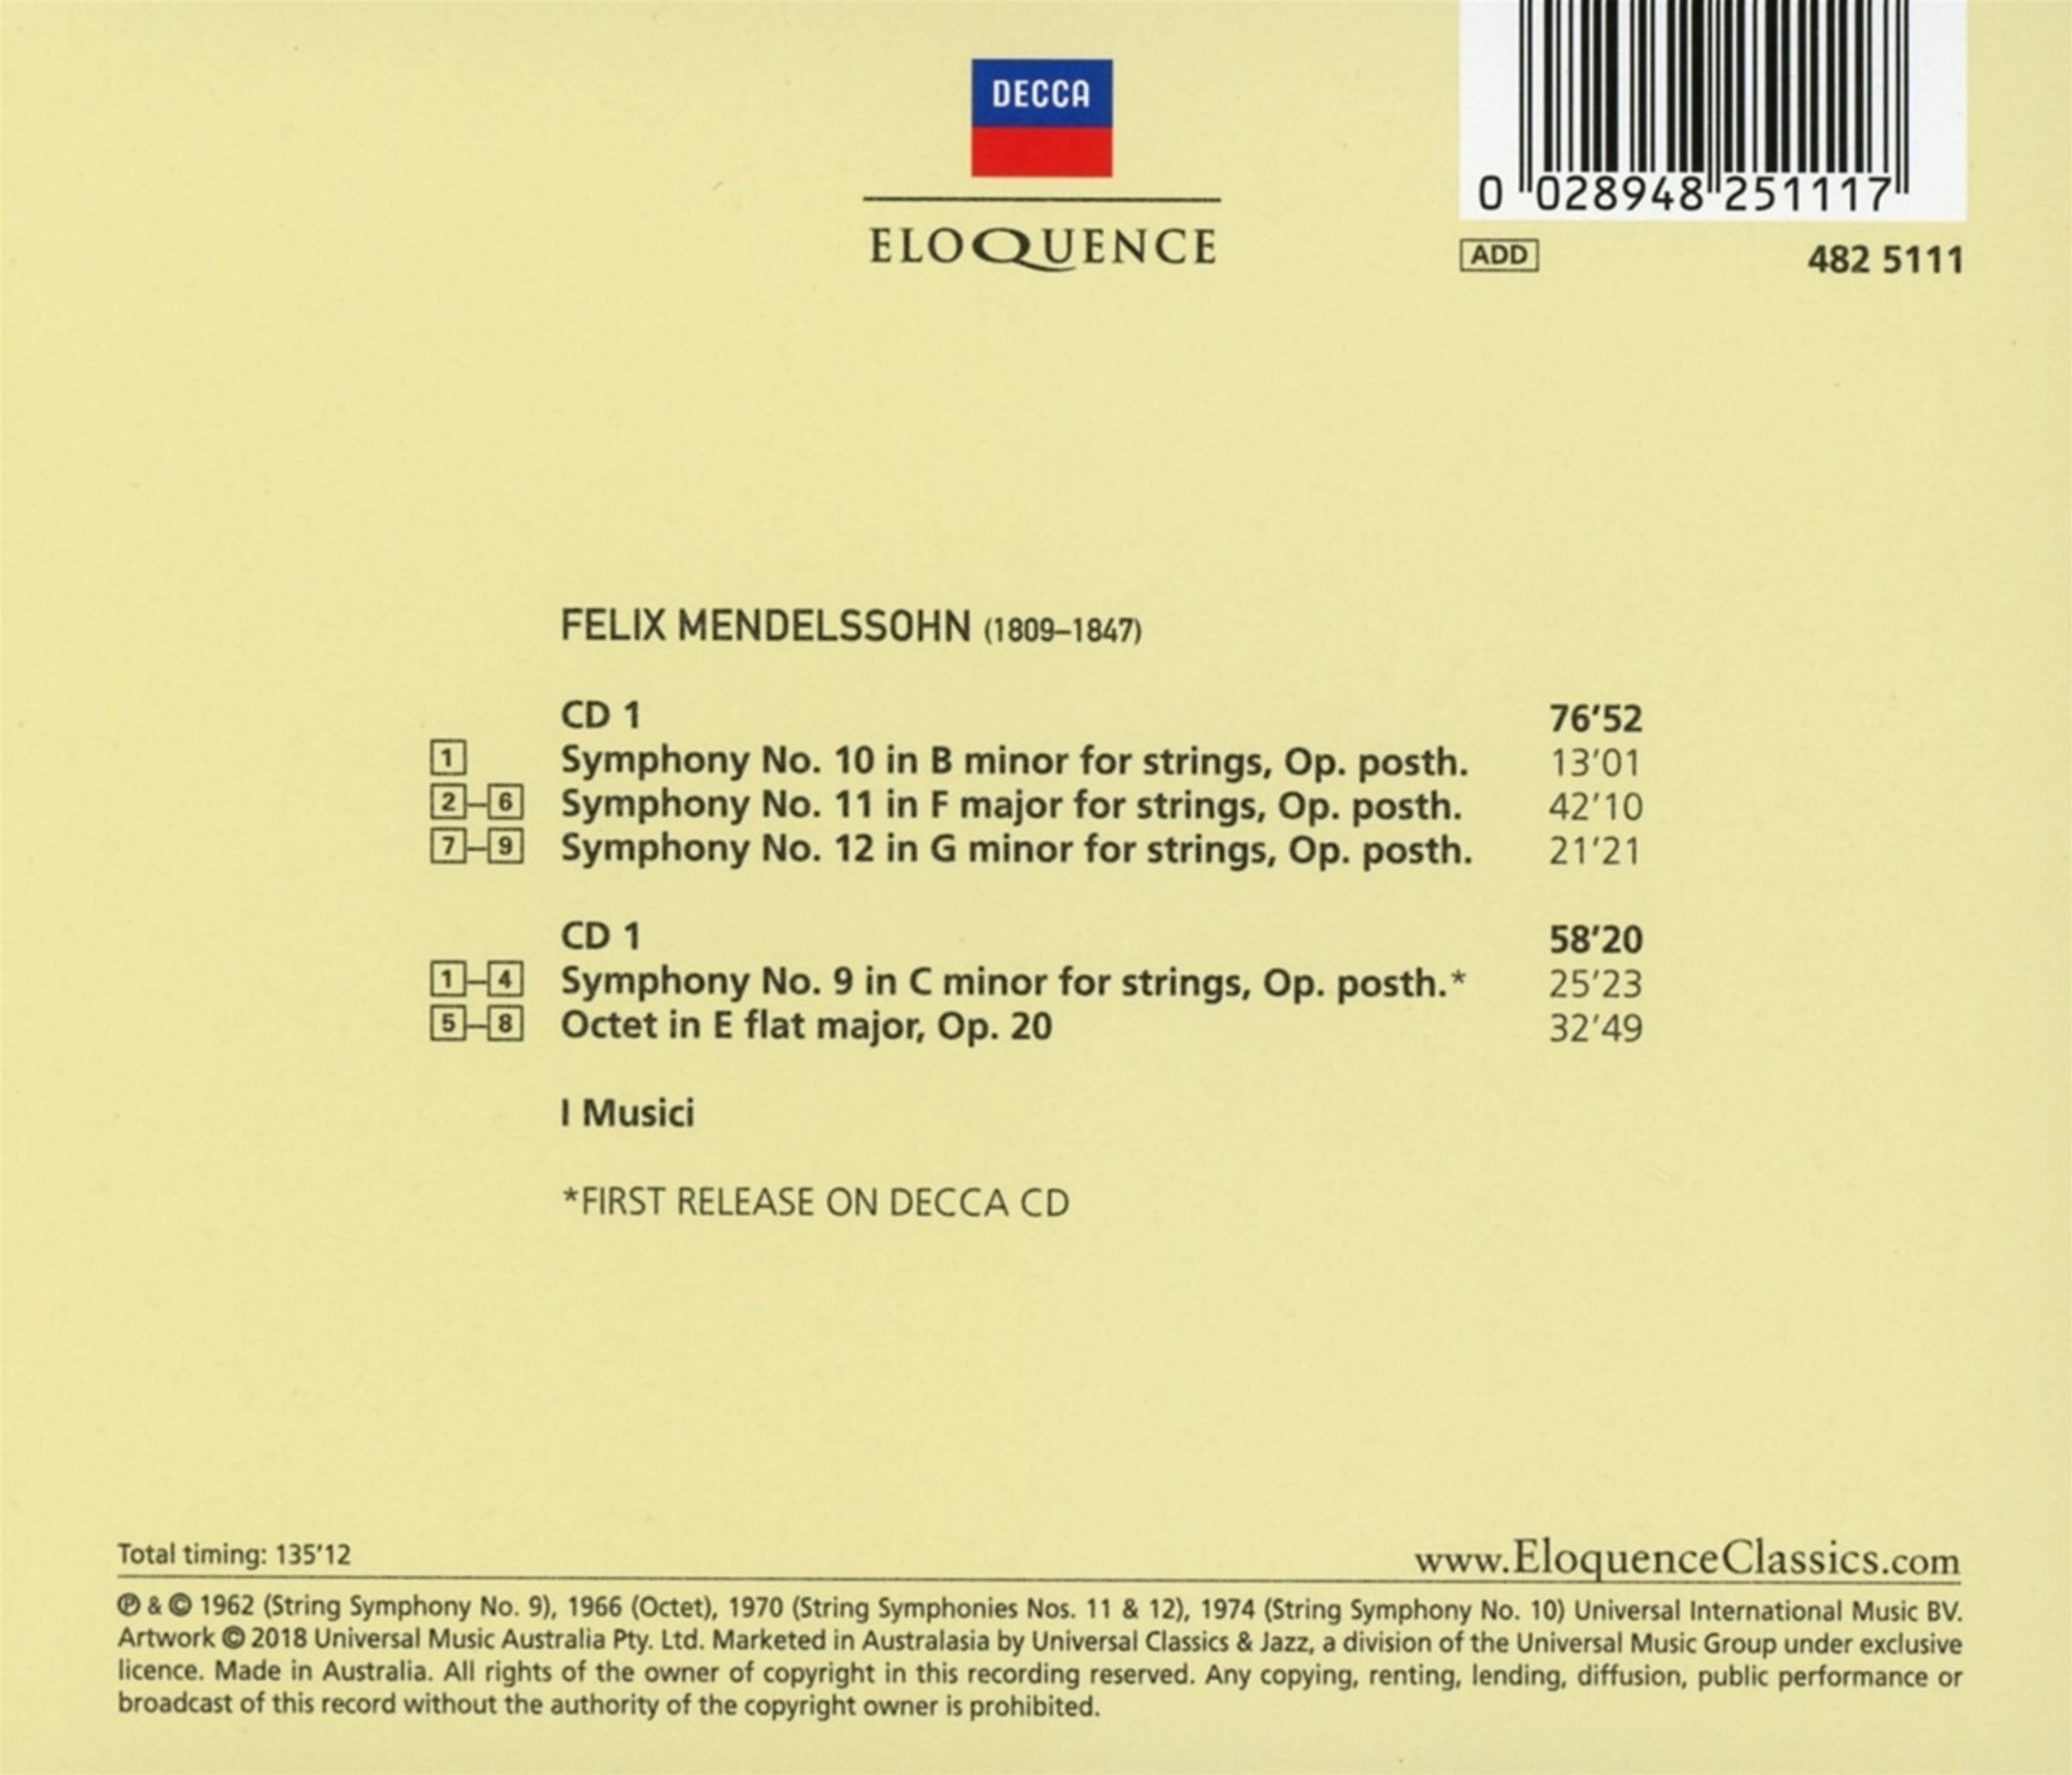 DECCA
ELOQUENCE
0 028948 251117
ADD 482 5111
FELIX MENDELSSOHN (1809–1847)
CD 1 76’52
1 Symphony No. 10 in B minor for strings, Op. posth. 13’01
2–6 Symphony No. 11 in F major for strings, Op. posth. 42’10
7–9 Symphony No. 12 in G minor for strings, Op. posth. 21’21
CD 1 58’20
1–4 Symphony No. 9 in C minor for strings, Op. posth.* 25’23
5–8 Octet in E flat major, Op. 20 32’49
I Musici
*FIRST RELEASE ON DECCA CD
Total timing: 135’12 www.EloquenceClassics.com
℗ & © 1962 (String Symphony No. 9), 1966 (Octet), 1970 (String Symphonies Nos. 11 & 12), 1974 (String Symphony No. 10) Universal International Music BV.
Artwork © 2018 Universal Music Australia Pty. Ltd. Marketed in Australasia by Universal Classics & Jazz, a division of the Universal Music Group under exclusive
licence. Made in Australia. All rights of the owner of copyright in this recording reserved. Any copying, renting, lending, diffusion, public performance or
broadcast of this record without the authority of the copyright owner is prohibited.